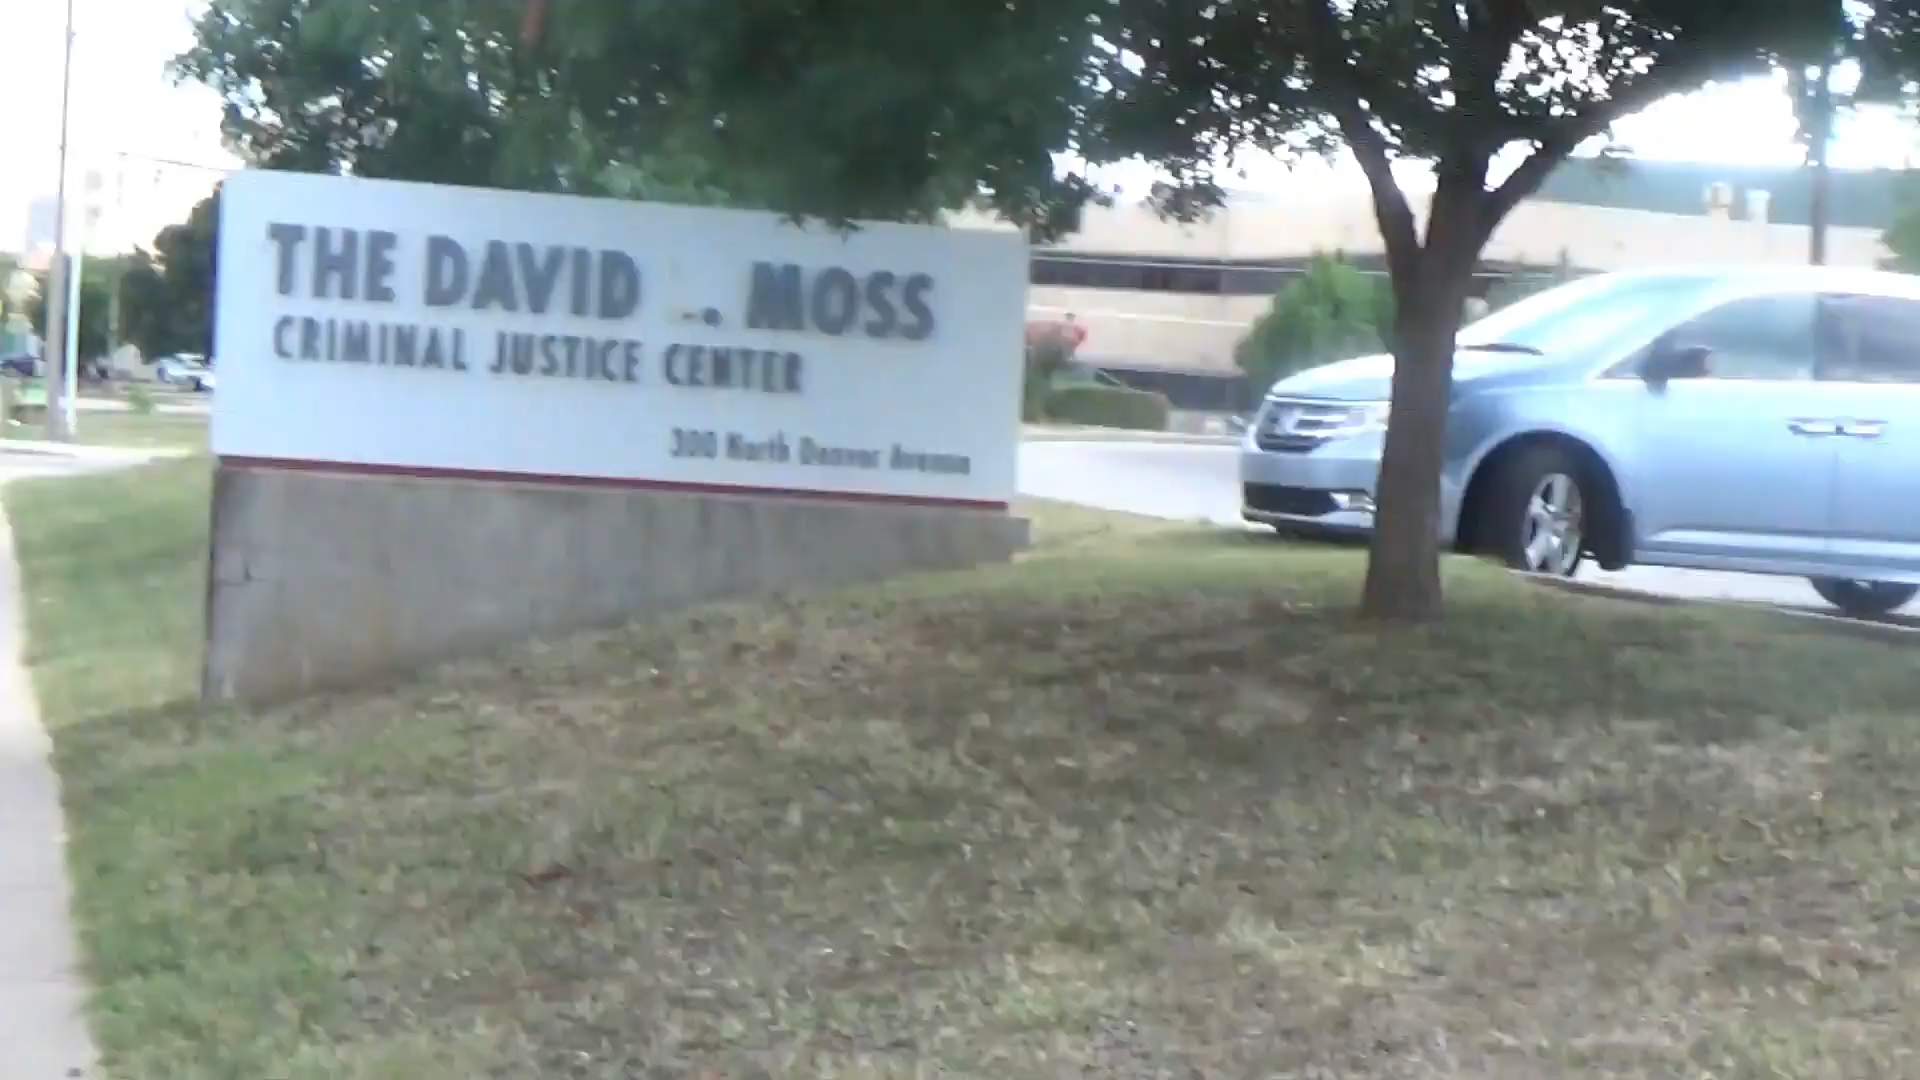 THE DAVID . MOSS
CRIMINAL JUSTICE CENTER
300 North Denver Avenue